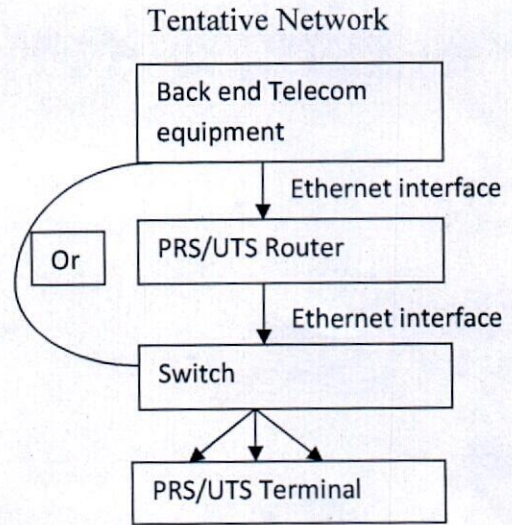 Tentative Network
Back end Telecom
equipment
Ethernet interface
PRS/UTS Router
Or
Ethernet interface
Switch
PRS/UTS Terminal